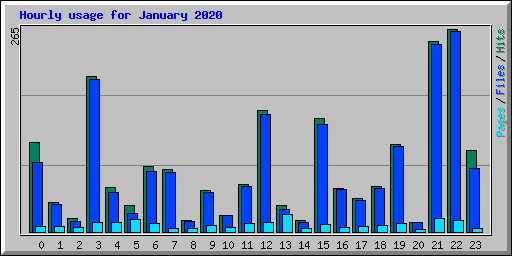 Hourly usage for January 2020
265
Pages/Files/Hits
0 1 2 3 4 5 6 7 8 9 10 11 12 13 14 15 16 17 18 19 20 21 22 23